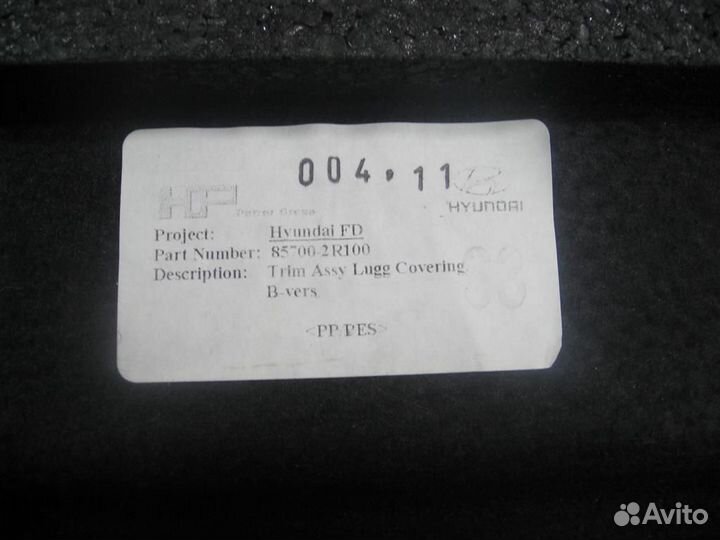 004.11
HYUNDAI
Project: Hyundai FD
Part Number: 85700-2R100
Description: Trim Assy Lugg Covering
B-vers
<PP/PES>
Avito